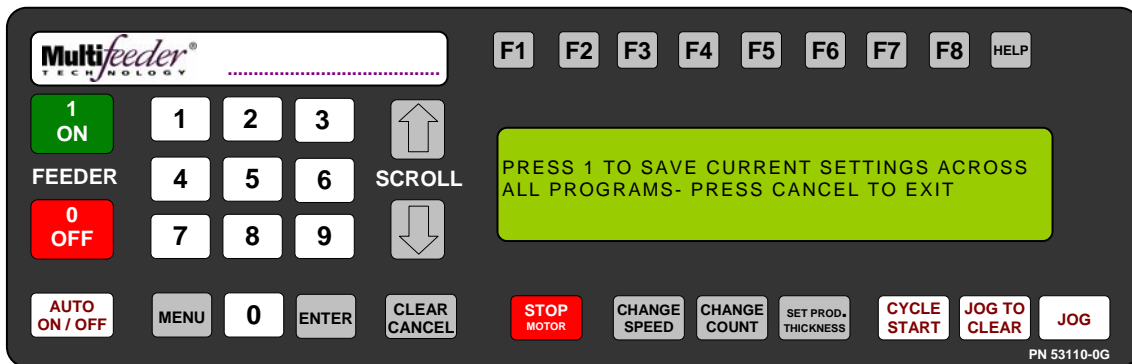 Multifeeder®
TECHNOLOGY
F1 F2 F3 F4 F5 F6 F7 F8 HELP
1
ON
1 2 3
FEEDER
4 5 6
SCROLL
0
OFF
7 8 9
PRESS 1 TO SAVE CURRENT SETTINGS ACROSS
ALL PROGRAMS- PRESS CANCEL TO EXIT
AUTO
ON / OFF
MENU
0
ENTER
CLEAR
CANCEL
STOP
MOTOR
CHANGE
SPEED
CHANGE
COUNT
SET PROD.
THICKNESS
CYCLE
START
JOG TO
CLEAR
JOG
PN 53110-0G